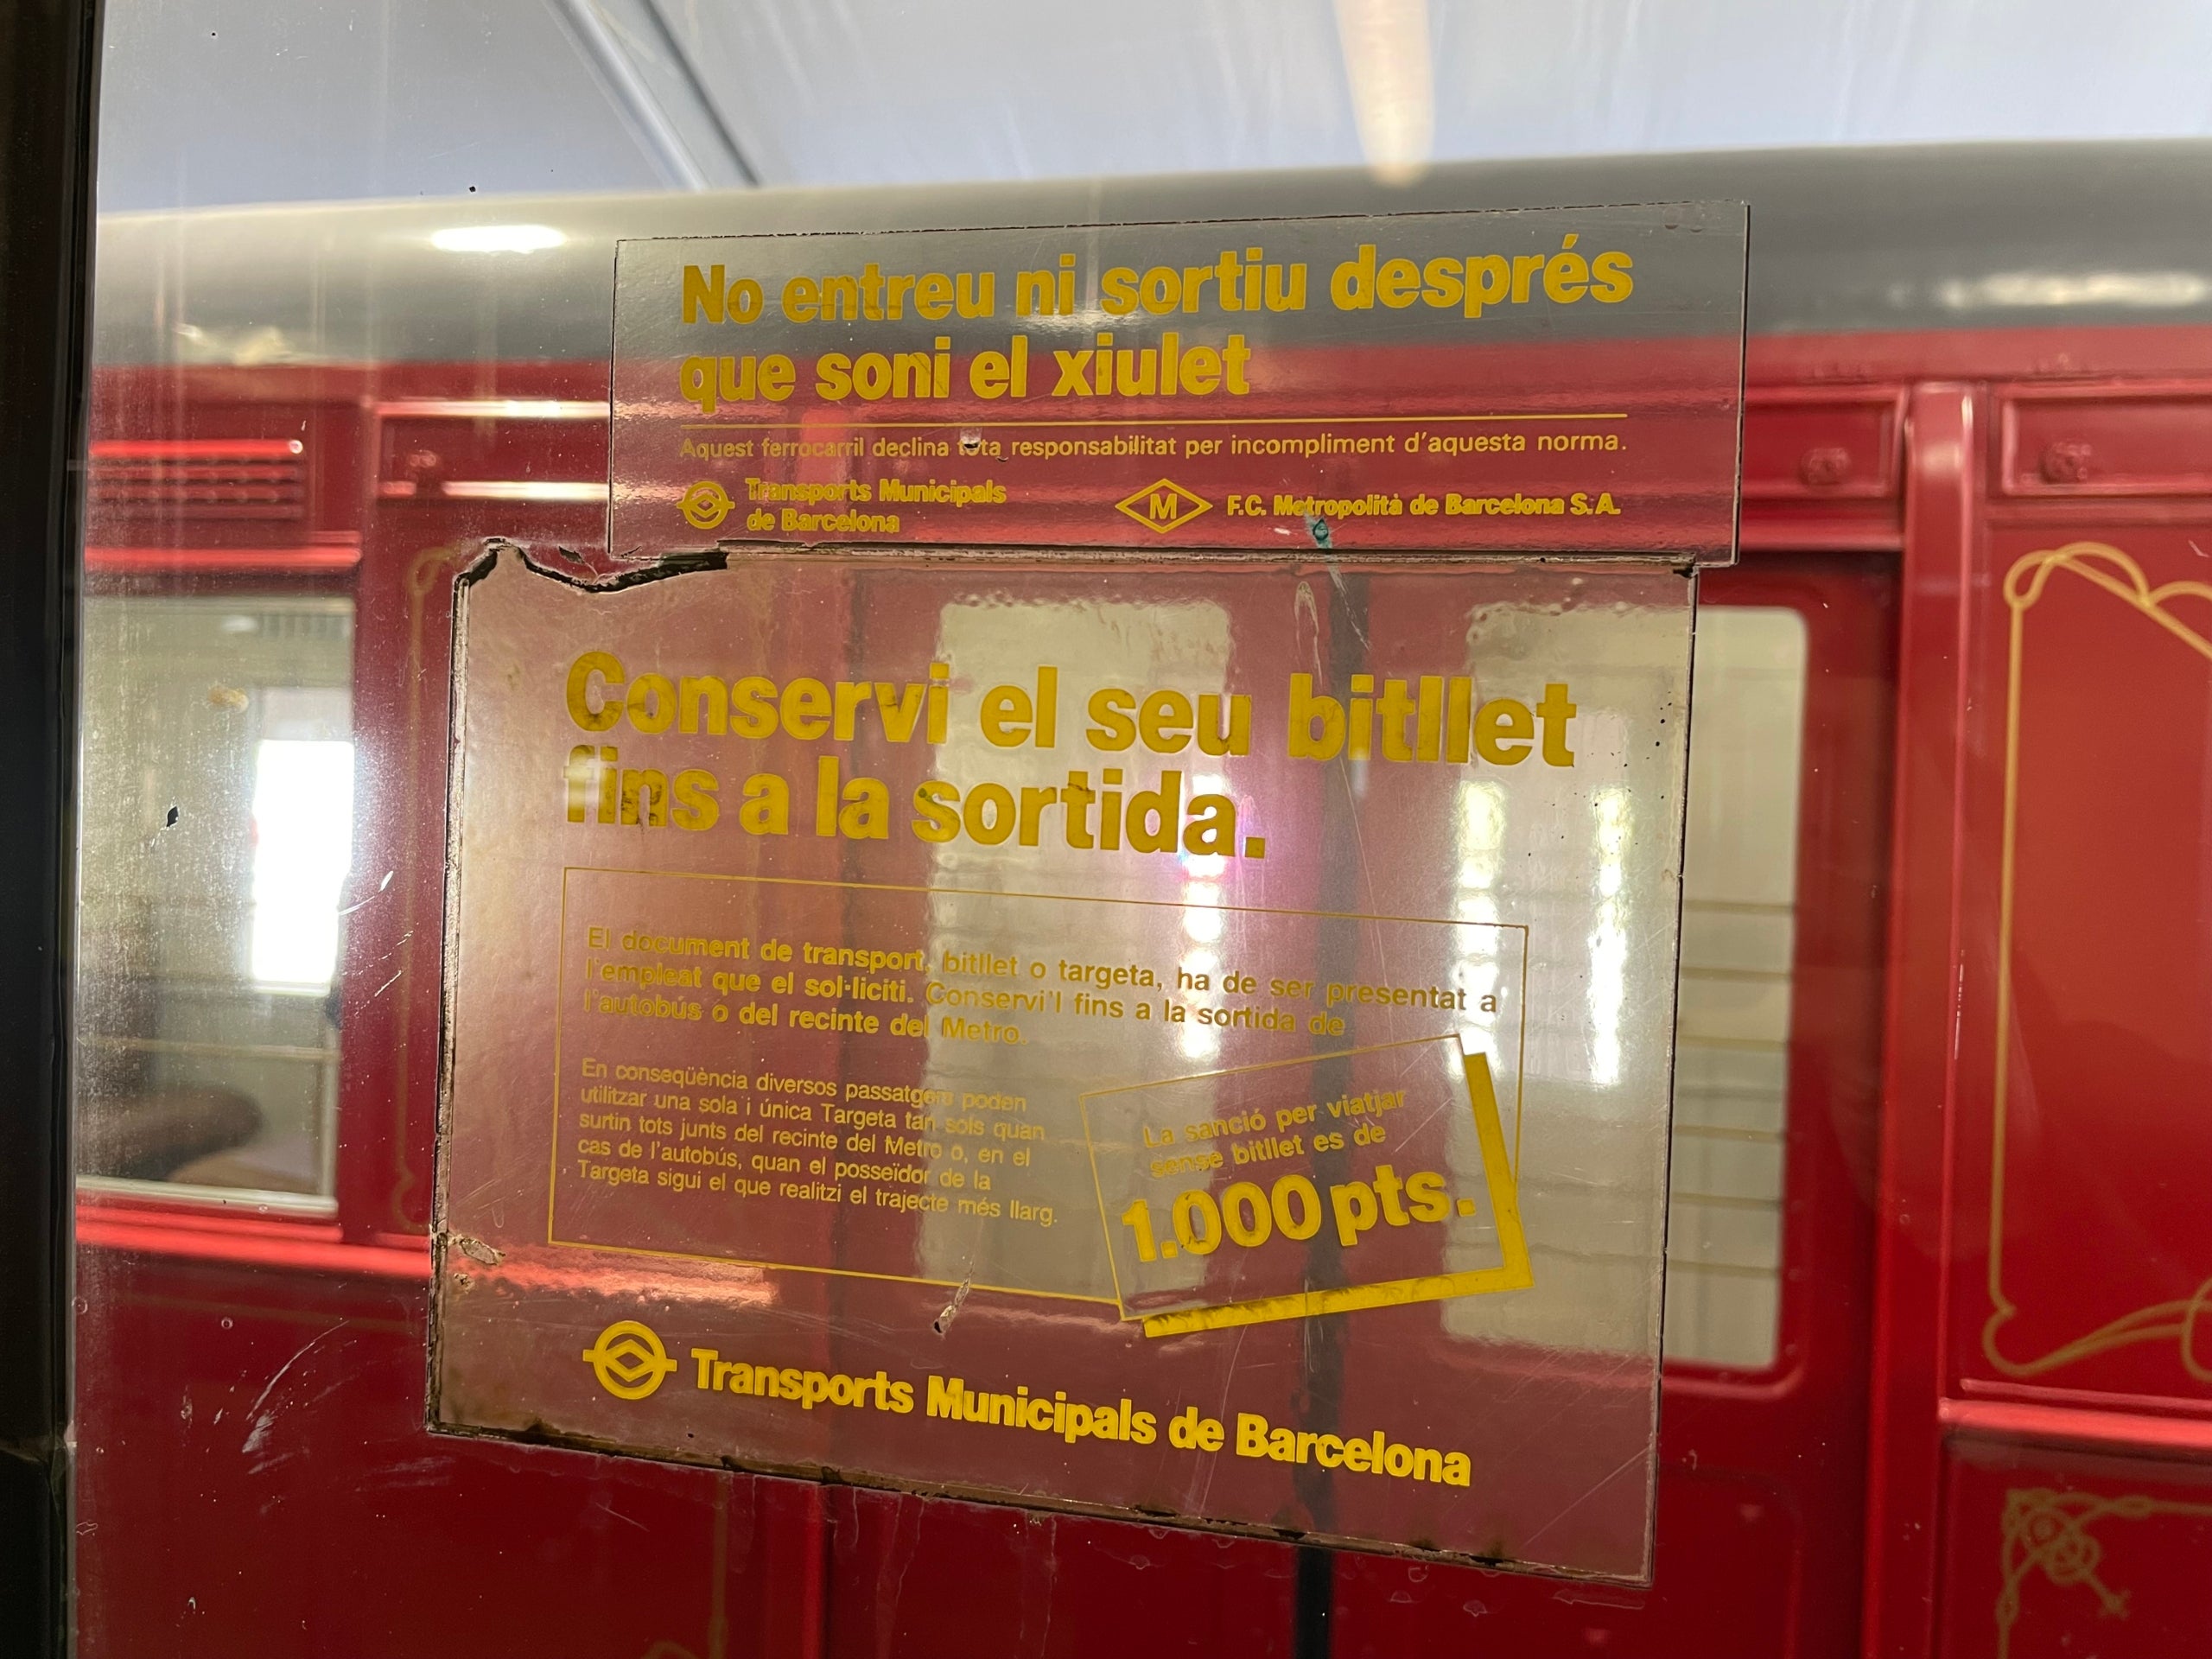 No entreu ni sortiu després
que soni el xiulet
Aquest ferrocarril declina tota responsabilitat per incompliment d'aquesta norma.
Transports Municipals
de Barcelona
M
F.C. Metropolità de Barcelona S.A.
Conservi el seu bitllet
fins a la sortida.
El document de transport, bitllet o targeta, ha de ser presentat a
l'empleat que el sol·liciti. Conservi'l fins a la sortida de
l'autobús o del recinte del Metro.
En conseqüència diversos passatgers poden
utilitzar una sola i única Targeta tan sols quan
surtin tots junts del recinte del Metro o, en el
cas de l'autobús, quan el posseïdor de la
Targeta sigui el que realitzi el trajecte més llarg.
La sanció per viatjar
sense bitllet es de
1.000 pts.
Transports Municipals de Barcelona